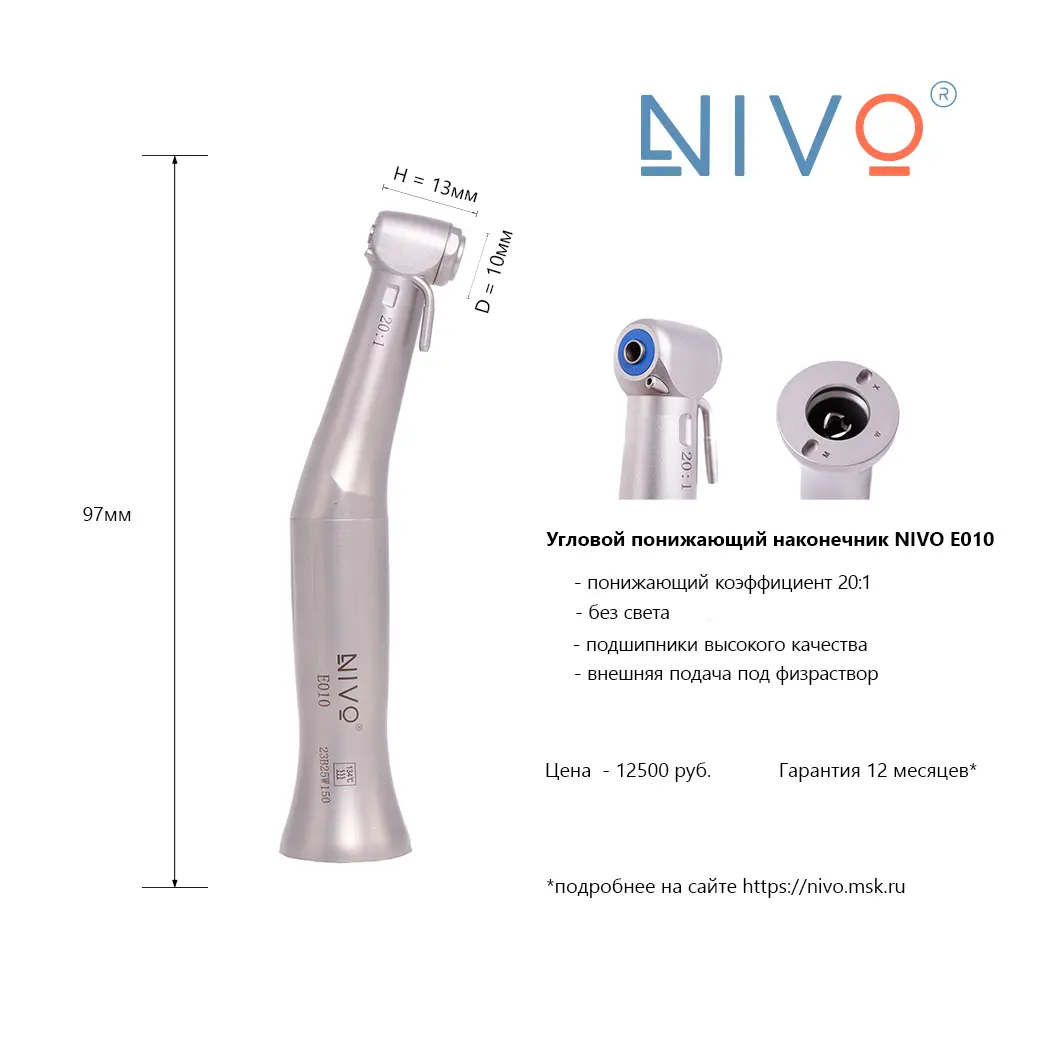 NIVO ®
H = 13мм
D = 10мм
20:1
97мм
20:1
X
W
M
Угловой понижающий наконечник NIVO E010
- понижающий коэффициент 20:1
- без света
- подшипники высокого качества
- внешняя подача под физраствор
NIVO ®
E010
23B25W150
134°C
Цена - 12500 руб.
Гарантия 12 месяцев*
*подробнее на сайте https://nivo.msk.ru